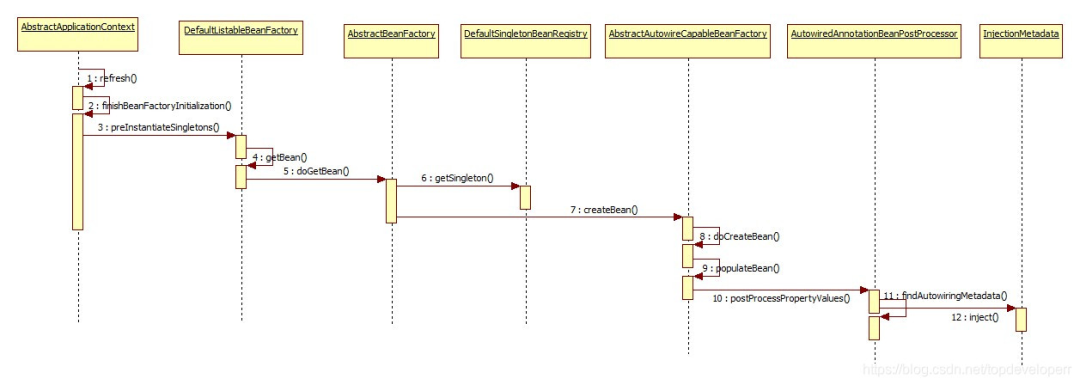 AbstractApplicationContext
DefaultListableBeanFactory
AbstractBeanFactory
DefaultSingletonBeanRegistry
AbstractAutowireCapableBeanFactory
AutowiredAnnotationBeanPostProcessor
InjectionMetadata
1 : refresh()
2 : finishBeanFactoryInitialization()
3 : preInstantiateSingletons()
4 : getBean()
5 : doGetBean()
6 : getSingleton()
7 : createBean()
8 : doCreateBean()
9 : populateBean()
10 : postProcessPropertyValues()
11 : findAutowiringMetadata()
12 : inject()
https://blog.csdn.net/topdeveloperr